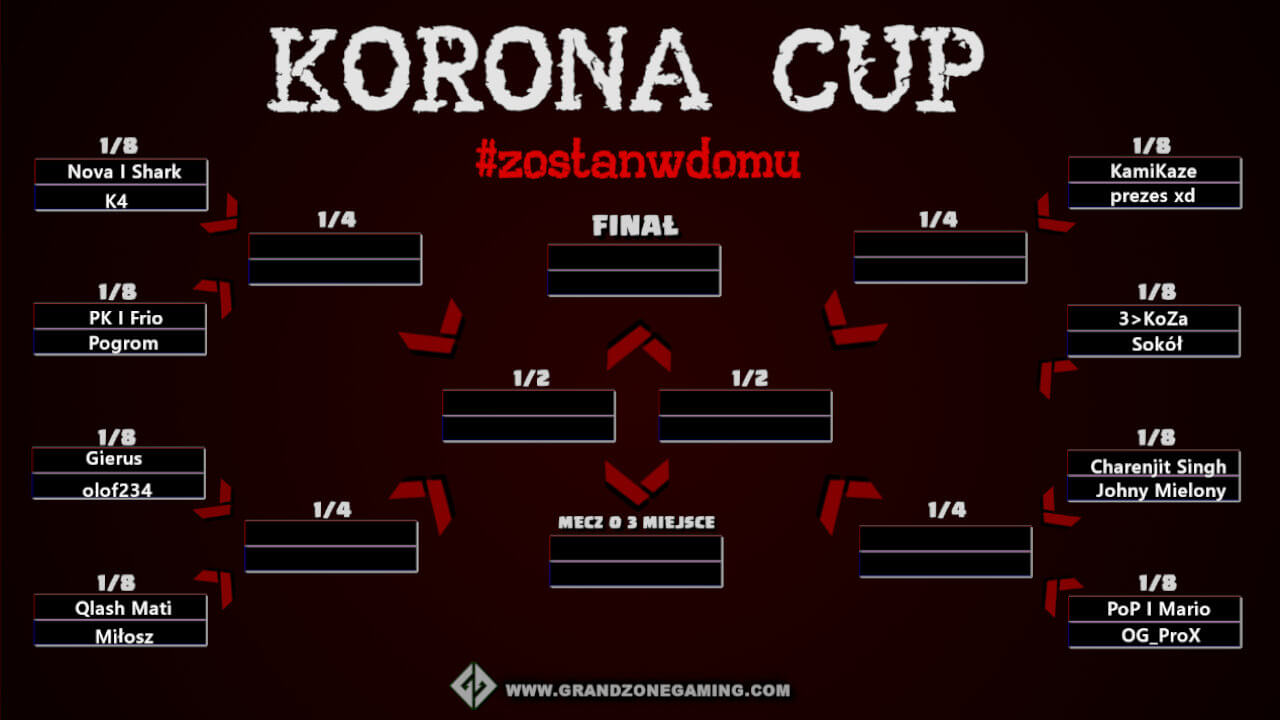 KORONA CUP
#zostanwdomu
1/8
Nova I Shark
K4
1/8
PK I Frio
Pogrom
1/8
Gierus
olof234
1/8
Qlash Mati
Miłosz
1/4
1/4
FINAŁ
1/2
1/2
MECZ O 3 MIEJSCE
1/4
1/4
1/8
KamiKaze
prezes xd
1/8
3>KoZa
Sokół
1/8
Charenjit Singh
Johny Mielony
1/8
PoP I Mario
OG_ProX
WWW.GRANDZONEGAMING.COM